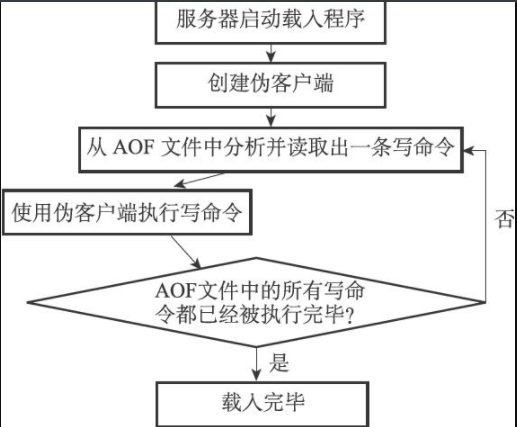 服务器启动载入程序
创建伪客户端
从 AOF 文件中分析并读取出一条写命令
使用伪客户端执行写命令
否
AOF文件中的所有写命
令都已经被执行完毕?
是
载入完毕